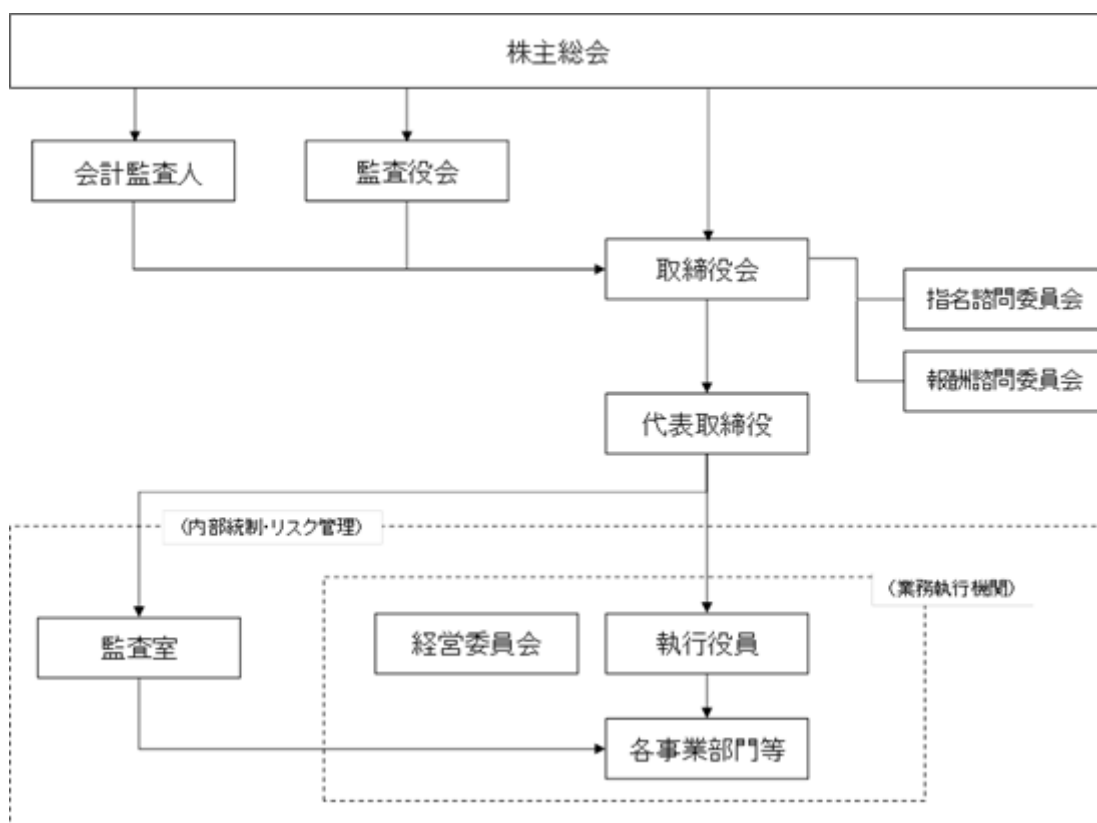 株主総会
会計監査人
監査役会
取締役会
指名諮問委員会
報酬諮問委員会
代表取締役
（内部統制・リスク管理）
（業務執行機関）
監査室
経営委員会
執行役員
各事業部門等